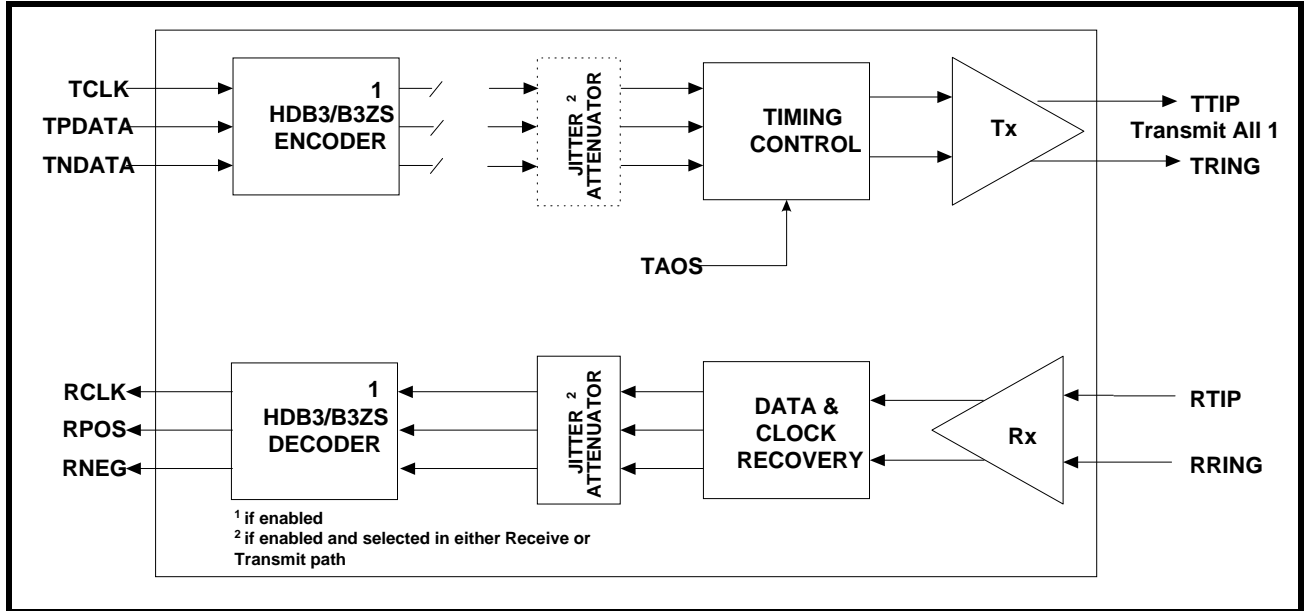 TCLK
TPDATA
TNDATA
1
HDB3/B3ZS
ENCODER
JITTER 2
ATTENUATOR
TIMING
CONTROL
Tx
TTIP
Transmit All 1
TRING
TAOS
RCLK
RPOS
RNEG
1
HDB3/B3ZS
DECODER
JITTER 2
ATTENUATOR
DATA &
CLOCK
RECOVERY
Rx
RTIP
RRING
1 if enabled
2 if enabled and selected in either Receive or
Transmit path